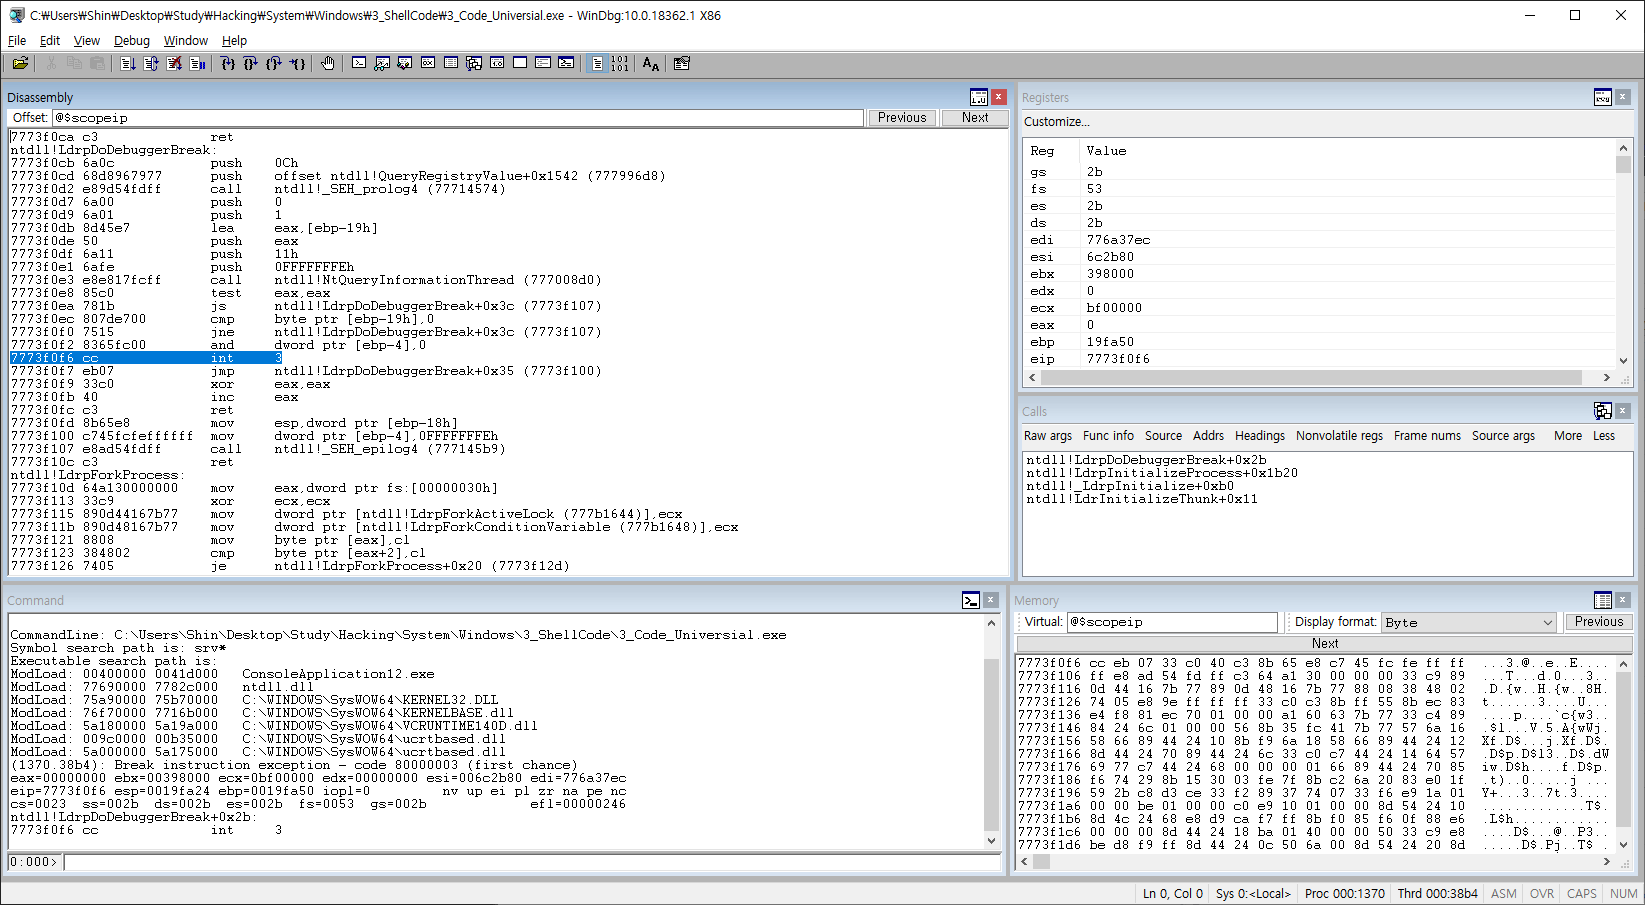 C:₩Users₩Shin₩Desktop₩Study₩Hacking₩System₩Windows₩3_ShellCode₩3_Code_Universial.exe - WinDbg:10.0.18362.1 X86
File Edit View Debug Window Help
Disassembly
Offset: @$scopeip Previous Next
7773f0ca c3 ret
ntdll!LdrpDoDebuggerBreak:
7773f0cb 6a0c push 0Ch
7773f0cd 68d8967977 push offset ntdll!QueryRegistryValue+0x1542 (777996d8)
7773f0d2 e89d54fdff call ntdll!_SEH_prolog4 (77714574)
7773f0d7 6a00 push 0
7773f0d9 6a01 push 1
7773f0db 8d45e7 lea eax,[ebp-19h]
7773f0de 50 push eax
7773f0df 6a11 push 11h
7773f0e1 6afe push 0FFFFFFFEh
7773f0e3 e8e817fcff call ntdll!NtQueryInformationThread (777008d0)
7773f0e8 85c0 test eax,eax
7773f0ea 781b js ntdll!LdrpDoDebuggerBreak+0x3c (7773f107)
7773f0ec 807de700 cmp byte ptr [ebp-19h],0
7773f0f0 7515 jne ntdll!LdrpDoDebuggerBreak+0x3c (7773f107)
7773f0f2 8365fc00 and dword ptr [ebp-4],0
7773f0f6 cc int 3
7773f0f7 eb07 jmp ntdll!LdrpDoDebuggerBreak+0x35 (7773f100)
7773f0f9 33c0 xor eax,eax
7773f0fb 40 inc eax
7773f0fc c3 ret
7773f0fd 8b65e8 mov esp,dword ptr [ebp-18h]
7773f100 c745fcfeffffff mov dword ptr [ebp-4],0FFFFFFFEh
7773f107 e8ad54fdff call ntdll!_SEH_epilog4 (777145b9)
7773f10c c3 ret
ntdll!LdrpForkProcess:
7773f10d 64a130000000 mov eax,dword ptr fs:[00000030h]
7773f113 33c9 xor ecx,ecx
7773f115 890d44167b77 mov dword ptr [ntdll!LdrpForkActiveLock (777b1644)],ecx
7773f11b 890d48167b77 mov dword ptr [ntdll!LdrpForkConditionVariable (777b1648)],ecx
7773f121 8808 mov byte ptr [eax],cl
7773f123 384802 cmp byte ptr [eax+2],cl
7773f126 7405 je ntdll!LdrpForkProcess+0x20 (7773f12d)
Registers
Customize...
Reg Value
gs 2b
fs 53
es 2b
ds 2b
edi 776a37ec
esi 6c2b80
ebx 398000
edx 0
ecx bf00000
eax 0
ebp 19fa50
eip 7773f0f6
Calls
Raw args Func info Source Addrs Headings Nonvolatile regs Frame nums Source args More Less
ntdll!LdrpDoDebuggerBreak+0x2b
ntdll!LdrpInitializeProcess+0x1b20
ntdll!_LdrpInitialize+0xb0
ntdll!LdrInitializeThunk+0x11
Command
CommandLine: C:\Users\Shin\Desktop\Study\Hacking\System\Windows\3_ShellCode\3_Code_Universial.exe
Symbol search path is: srv*
Executable search path is:
ModLoad: 00400000 0041d000 ConsoleApplication12.exe
ModLoad: 77690000 7782c000 ntdll.dll
ModLoad: 75a90000 75b70000 C:\WINDOWS\SysWOW64\KERNEL32.DLL
ModLoad: 76f70000 7716b000 C:\WINDOWS\SysWOW64\KERNELBASE.dll
ModLoad: 5a180000 5a19a000 C:\WINDOWS\SysWOW64\VCRUNTIME140D.dll
ModLoad: 009c0000 00b35000 C:\WINDOWS\SysWOW64\ucrtbased.dll
ModLoad: 5a000000 5a175000 C:\WINDOWS\SysWOW64\ucrtbased.dll
(1370.38b4): Break instruction exception - code 80000003 (first chance)
eax=00000000 ebx=00398000 ecx=0bf00000 edx=00000000 esi=006c2b80 edi=776a37ec
eip=7773f0f6 esp=0019fa24 ebp=0019fa50 iopl=0 nv up ei pl zr na pe nc
cs=0023 ss=002b ds=002b es=002b fs=0053 gs=002b efl=00000246
ntdll!LdrpDoDebuggerBreak+0x2b:
7773f0f6 cc int 3
0:000>
Memory
Virtual: @$scopeip Display format: Byte Previous
Next
7773f0f6 cc eb 07 33 c0 40 c3 8b 65 e8 c7 45 fc fe ff ff ...3.@..e..E....
7773f106 ff e8 ad 54 fd ff c3 64 a1 30 00 00 00 33 c9 89 ...T...d.0...3..
7773f116 0d 44 16 7b 77 89 0d 48 16 7b 77 88 08 38 48 02 .D.{w..H.{w..8H.
7773f126 74 05 e8 9e ff ff ff 33 c0 c3 8b ff 55 8b ec 83 t......3....U...
7773f136 e4 f8 81 ec 70 01 00 00 a1 60 63 7b 77 33 c4 89 ....p....`c{w3..
7773f146 84 24 6c 01 00 00 56 8b 35 fc 41 7b 77 57 6a 16 .$l...V.5.A{wWj.
7773f156 58 66 89 44 24 10 8b f9 6a 18 58 66 89 44 24 12 Xf.D$...j.Xf.D$.
7773f166 8d 44 24 70 89 44 24 6c 33 c0 c7 44 24 14 64 57 .D$p.D$l3..D$.dW
7773f176 69 77 c7 44 24 68 00 00 00 01 66 89 44 24 70 85 iw.D$h....f.D$p.
7773f186 f6 74 29 8b 15 30 03 fe 7f 8b c2 6a 20 83 e0 1f .t)..0.....j ...
7773f196 59 2b c8 d3 ce 33 f2 89 37 74 07 33 f6 e9 1a 01 Y+...3..7t.3....
7773f1a6 00 00 be 01 00 00 c0 e9 10 01 00 00 8d 54 24 10 .............T$.
7773f1b6 8d 4c 24 68 e8 d9 ca f7 ff 8b f0 85 f6 0f 88 e6 .L$h............
7773f1c6 00 00 00 8d 44 24 18 ba 01 40 00 00 50 33 c9 e8 ....D$...@..P3..
7773f1d6 be d8 f9 ff 8d 44 24 0c 50 6a 00 8d 54 24 20 8d .....D$.Pj..T$ .
Ln 0, Col 0 Sys 0:<Local> Proc 000:1370 Thrd 000:38b4 ASM OVR CAPS NUM